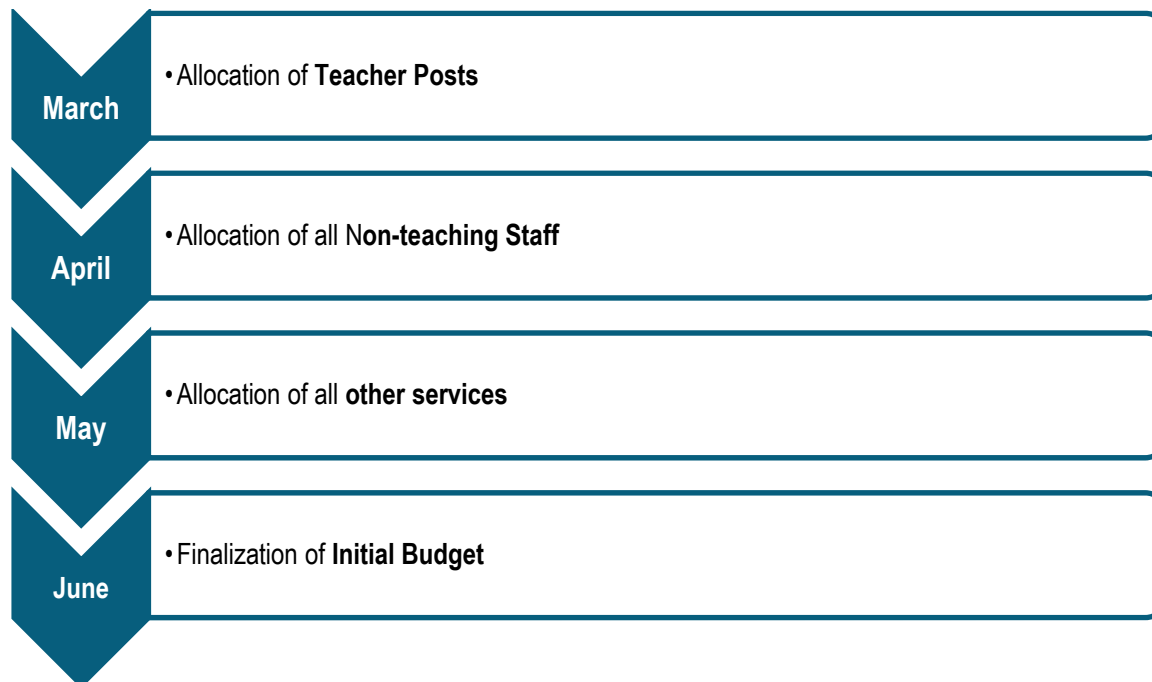 March
•Allocation of Teacher Posts
April
•Allocation of all Non-teaching Staff
May
•Allocation of all other services
June
•Finalization of Initial Budget